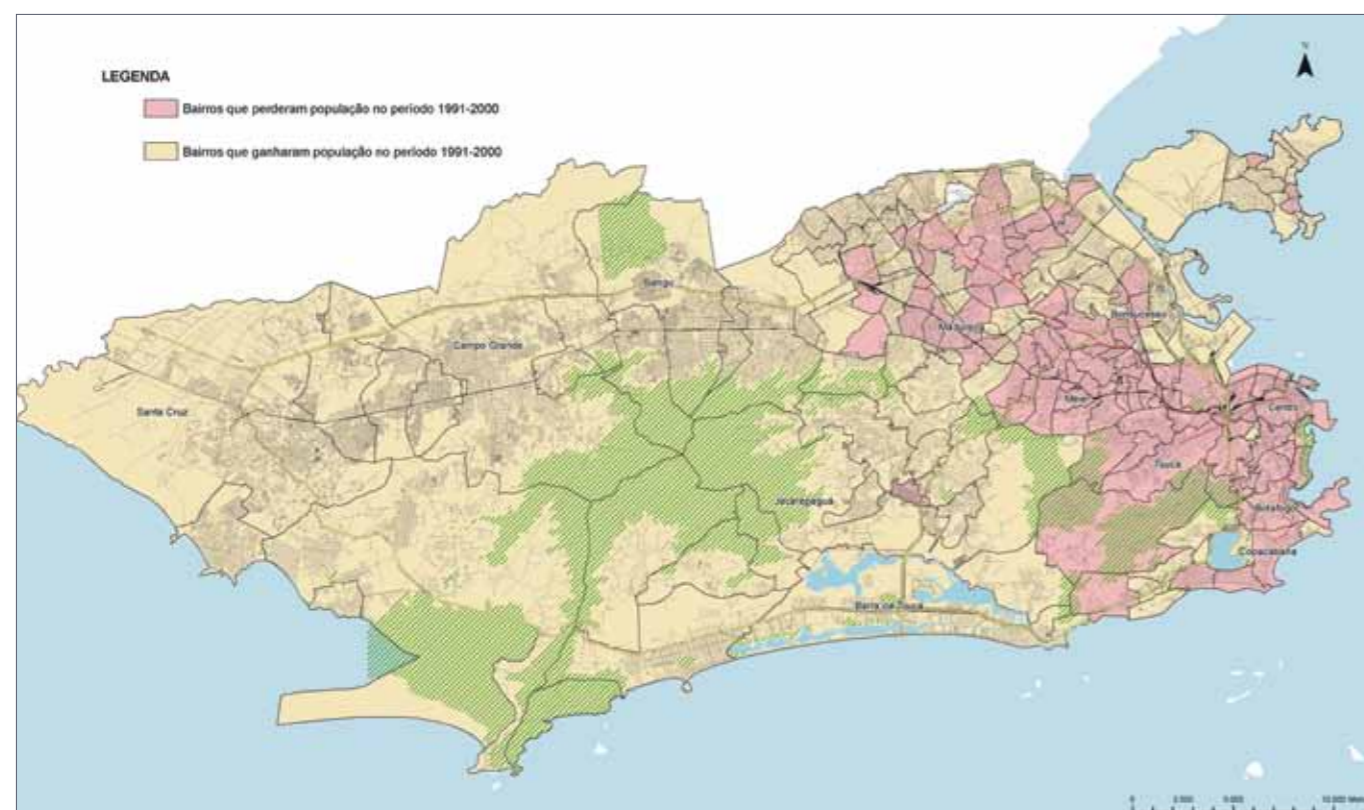 N
LEGENDA
Bairros que perderam população no período 1991-2000
Bairros que ganharam população no período 1991-2000
Bangu
Madureira
Bonsucesso
Campo Grande
Santa Cruz
Méier
Centro
Tijuca
Jacarepaguá
Botafogo
Copacabana
Barra da Tijuca
0